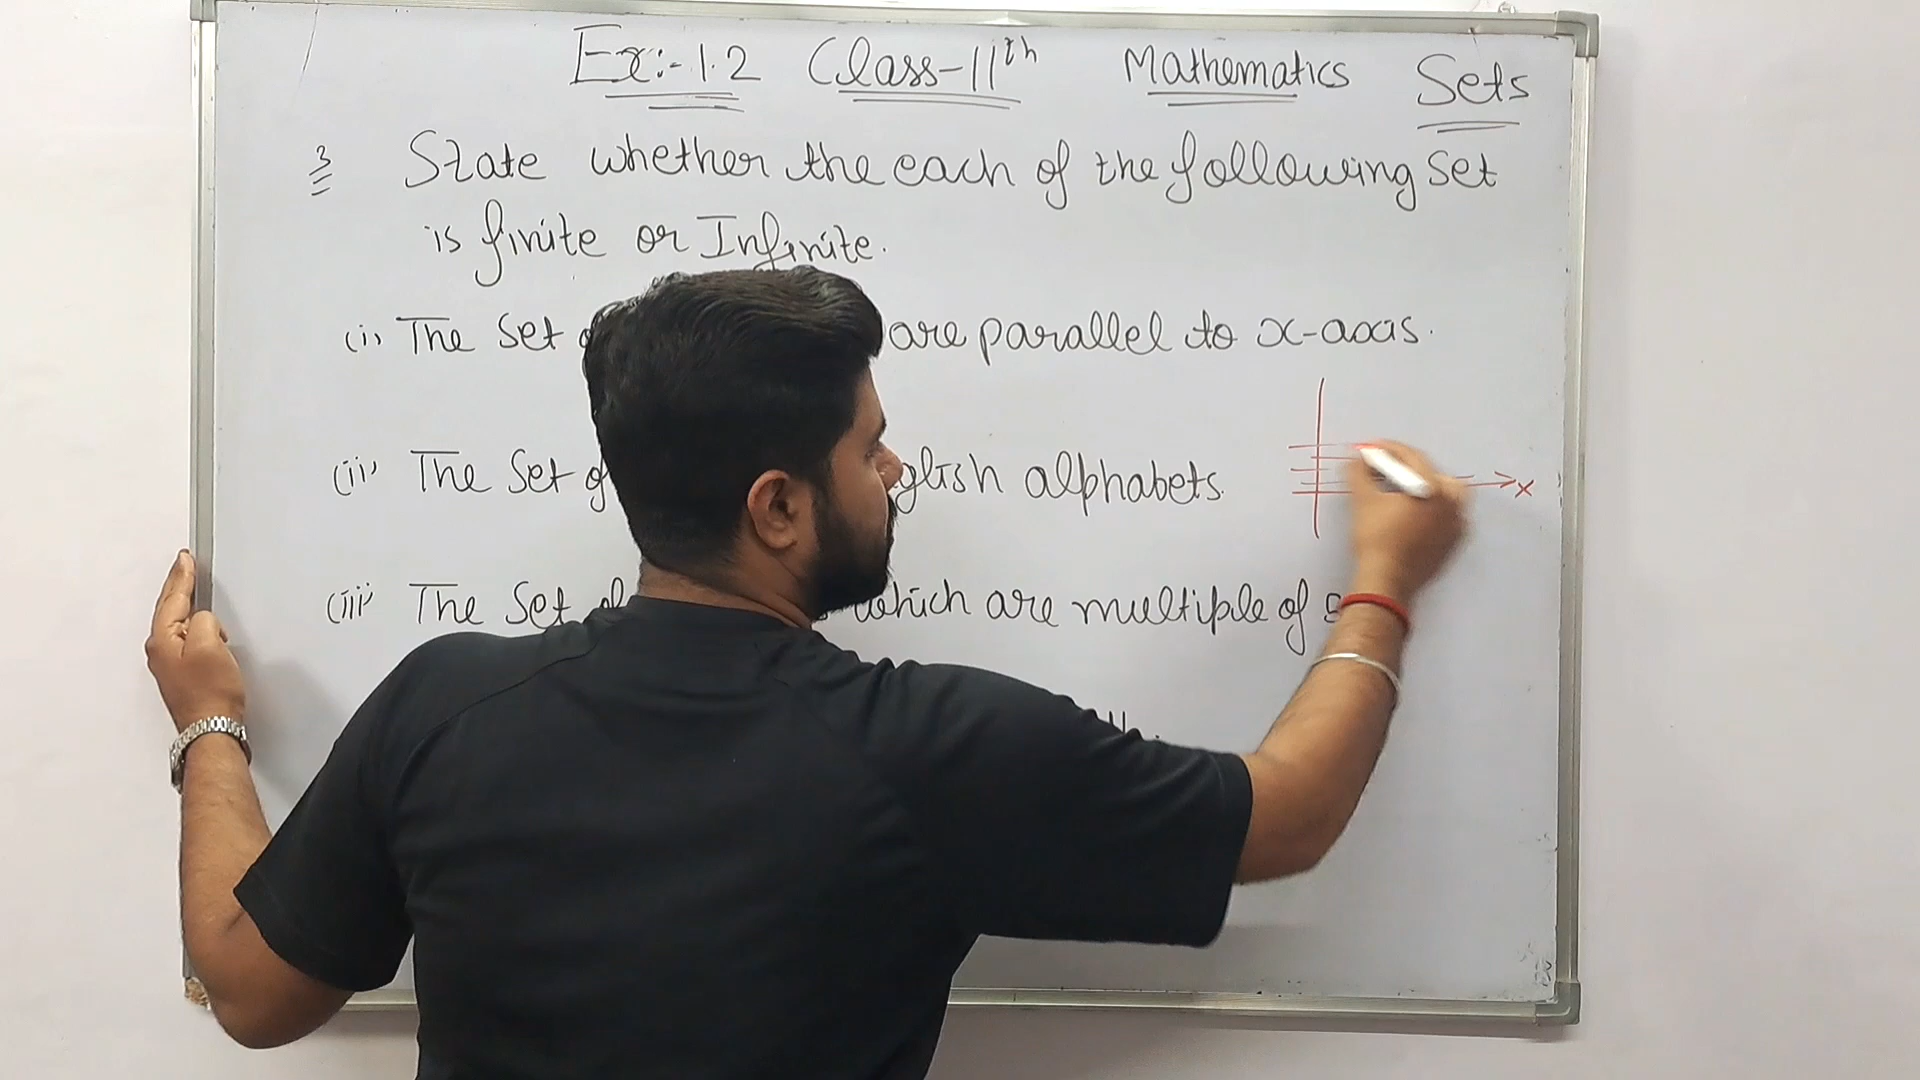 Ex:-1.2 Class-11th Mathematics Sets
3 State whether the each of the following Set
is finite or Infinite.
(i) The Set are parallel to x-axis.
(ii) The Set of glish alphabets.
x
(iii) The Set of which are multiple of 5